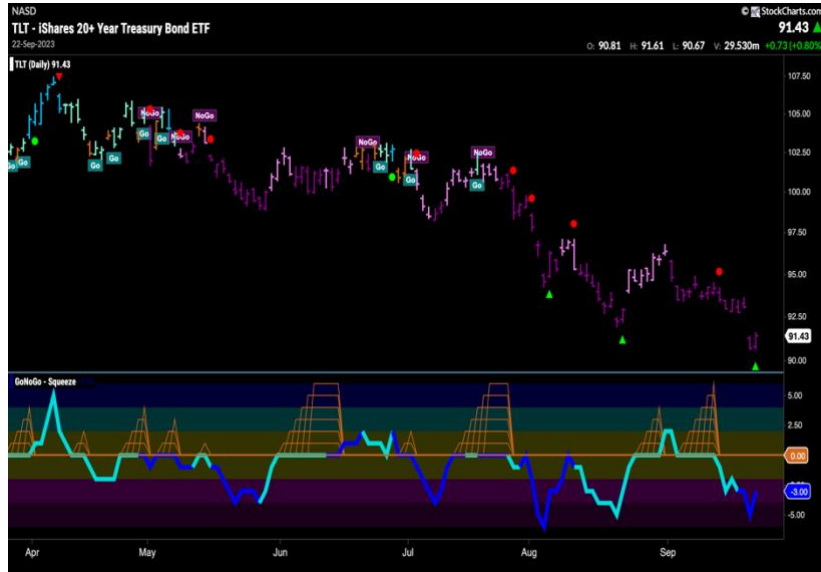 NASD
© StockCharts.com
TLT - iShares 20+ Year Treasury Bond ETF
91.43
22-Sep-2023
O: 90.81 H: 91.61 L: 90.67 V: 29.530m +0.73 (+0.80%)
TLT (Daily) 91.43
107.50
NoGo NoGo
105.00
Go Go NoGo
NoGo NoGo NoGo
102.50
Go Go Go
Go Go Go
100.00
97.50
95.00
92.50
91.43
90.00
GoNoGo - Squeeze
5.00
2.50
0.00
-3.00
-5.00
Apr May Jun Jul Aug Sep